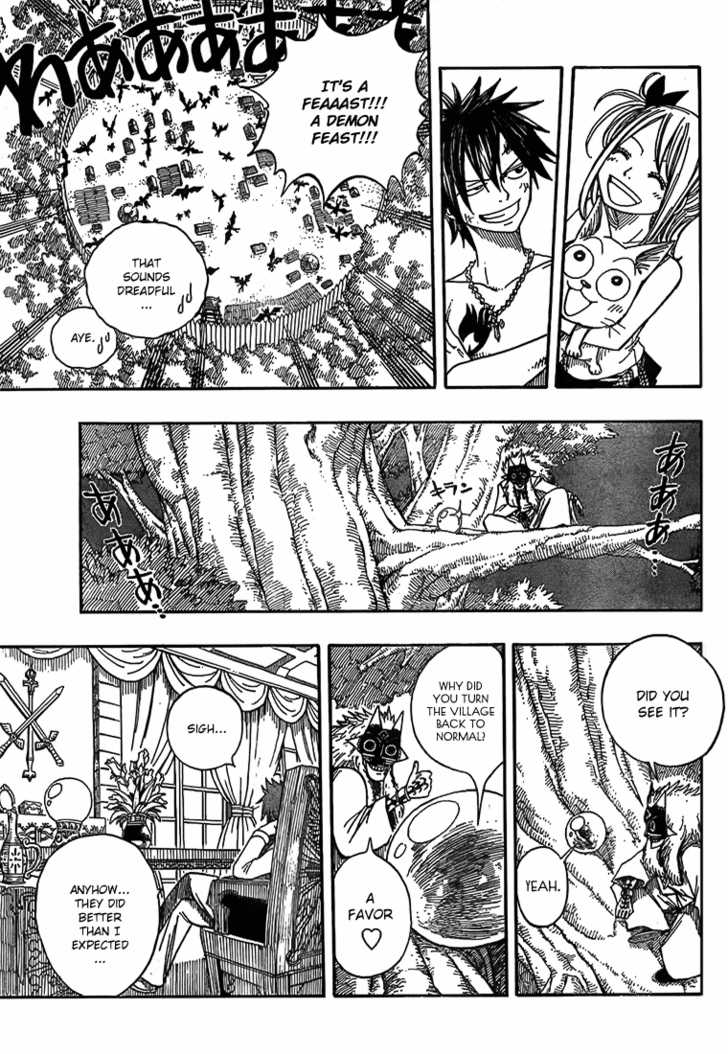 IT'S A
FEAAAST!!!
A DEMON
FEAST!!!
わあああああ
THAT
SOUNDS
DREADFUL
...
AYE.
あああ...
キラン
あああ...
DID YOU
SEE IT?
YEAH.
WHY DID
YOU TURN
THE VILLAGE
BACK TO
NORMAL?
A
FAVOR
♡
SIGH...
ANYHOW...
THEY DID
BETTER
THAN I
EXPECTED
...